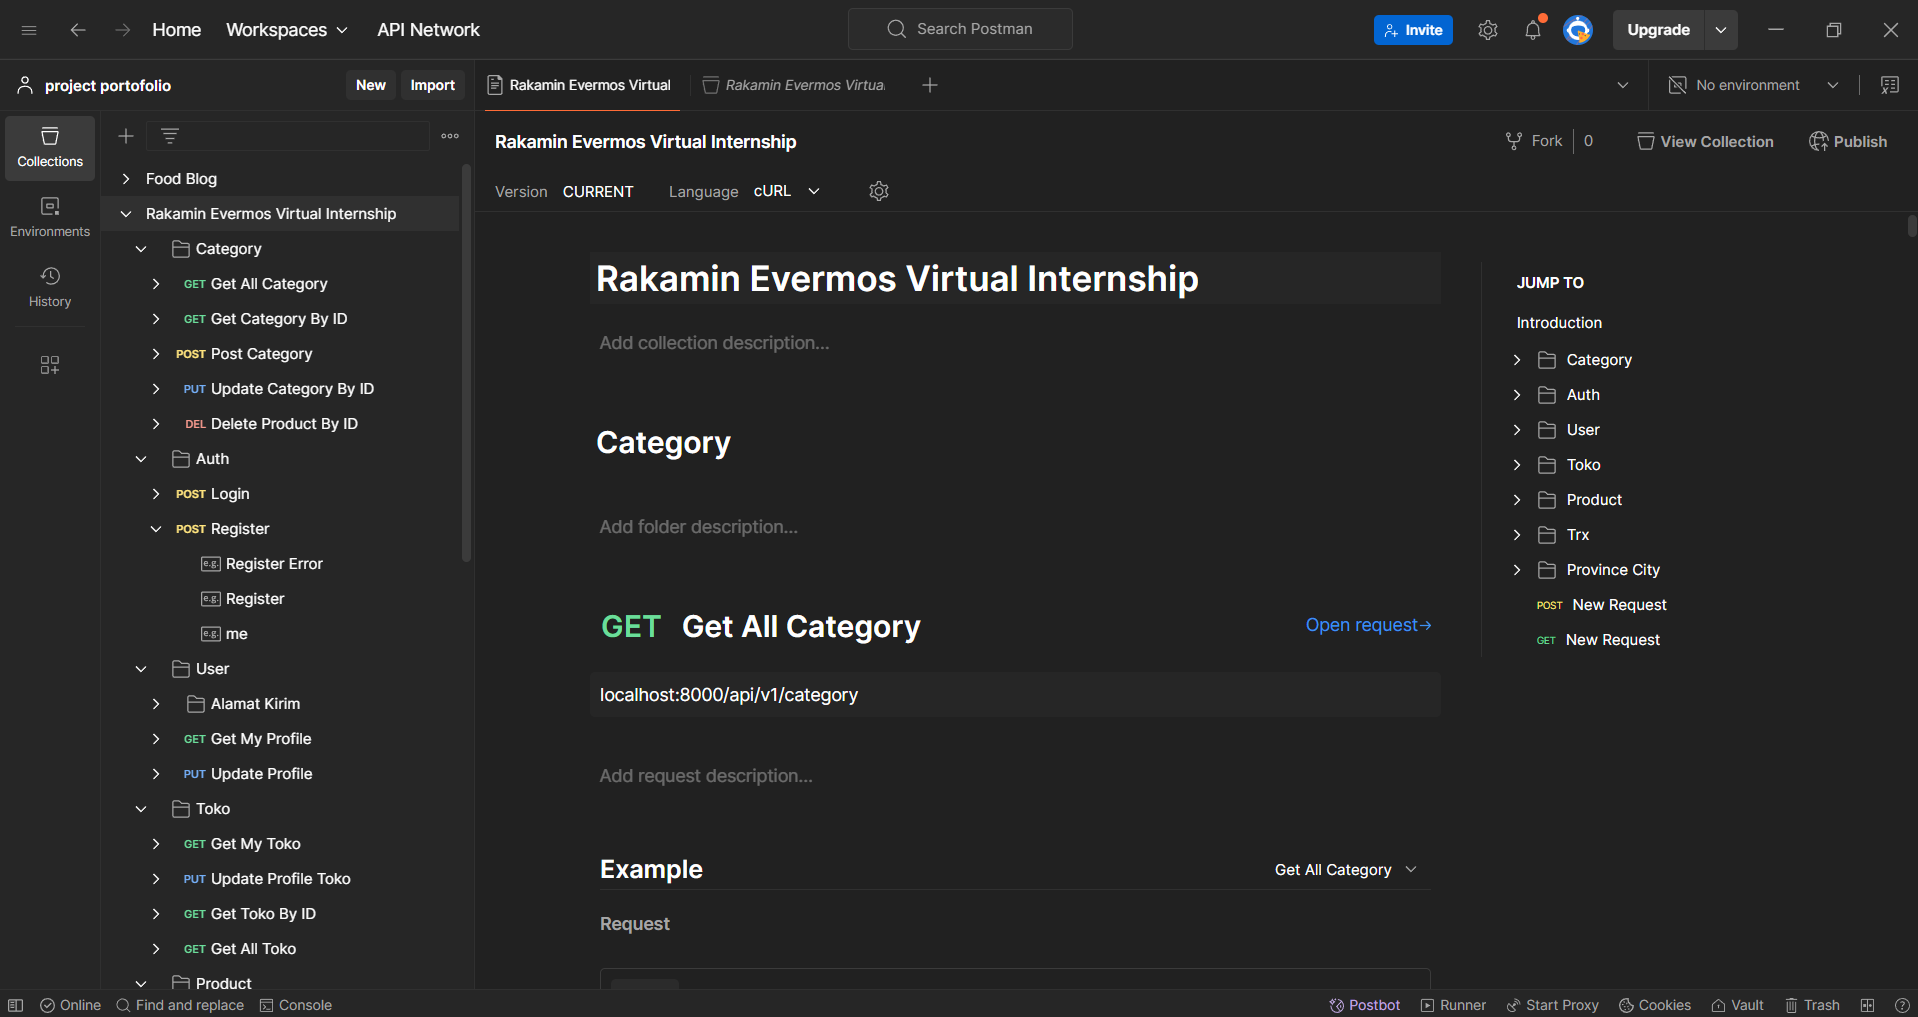 Home Workspaces API Network Search Postman Invite Upgrade
project portofolio New Import Rakamin Evermos Virtual Rakamin Evermos Virtua No environment
Collections
Environments
History
Food Blog
Rakamin Evermos Virtual Internship
Category
GET Get All Category
GET Get Category By ID
POST Post Category
PUT Update Category By ID
DEL Delete Product By ID
Auth
POST Login
POST Register
e.g. Register Error
e.g. Register
e.g. me
User
Alamat Kirim
GET Get My Profile
PUT Update Profile
Toko
GET Get My Toko
PUT Update Profile Toko
GET Get Toko By ID
GET Get All Toko
Product
Rakamin Evermos Virtual Internship Fork 0 View Collection Publish
Version CURRENT Language cURL
Rakamin Evermos Virtual Internship
Add collection description...
Category
Add folder description...
GET Get All Category Open request→
localhost:8000/api/v1/category
Add request description...
Example Get All Category
Request
JUMP TO
Introduction
Category
Auth
User
Toko
Product
Trx
Province City
POST New Request
GET New Request
Online Find and replace Console Postbot Runner Start Proxy Cookies Vault Trash